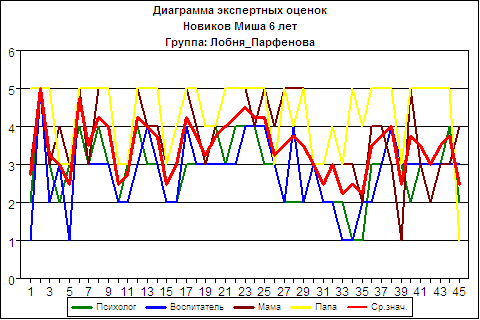 Диаграмма экспертных оценок
Новиков Миша 6 лет
Группа: Лобня_Парфенова
6
5
4
3
2
1
0
1 3 5 7 9 11 13 15 17 19 21 23 25 27 29 31 33 35 37 39 41 43 45
Психолог Воспитатель Мама Папа Ср.знач.